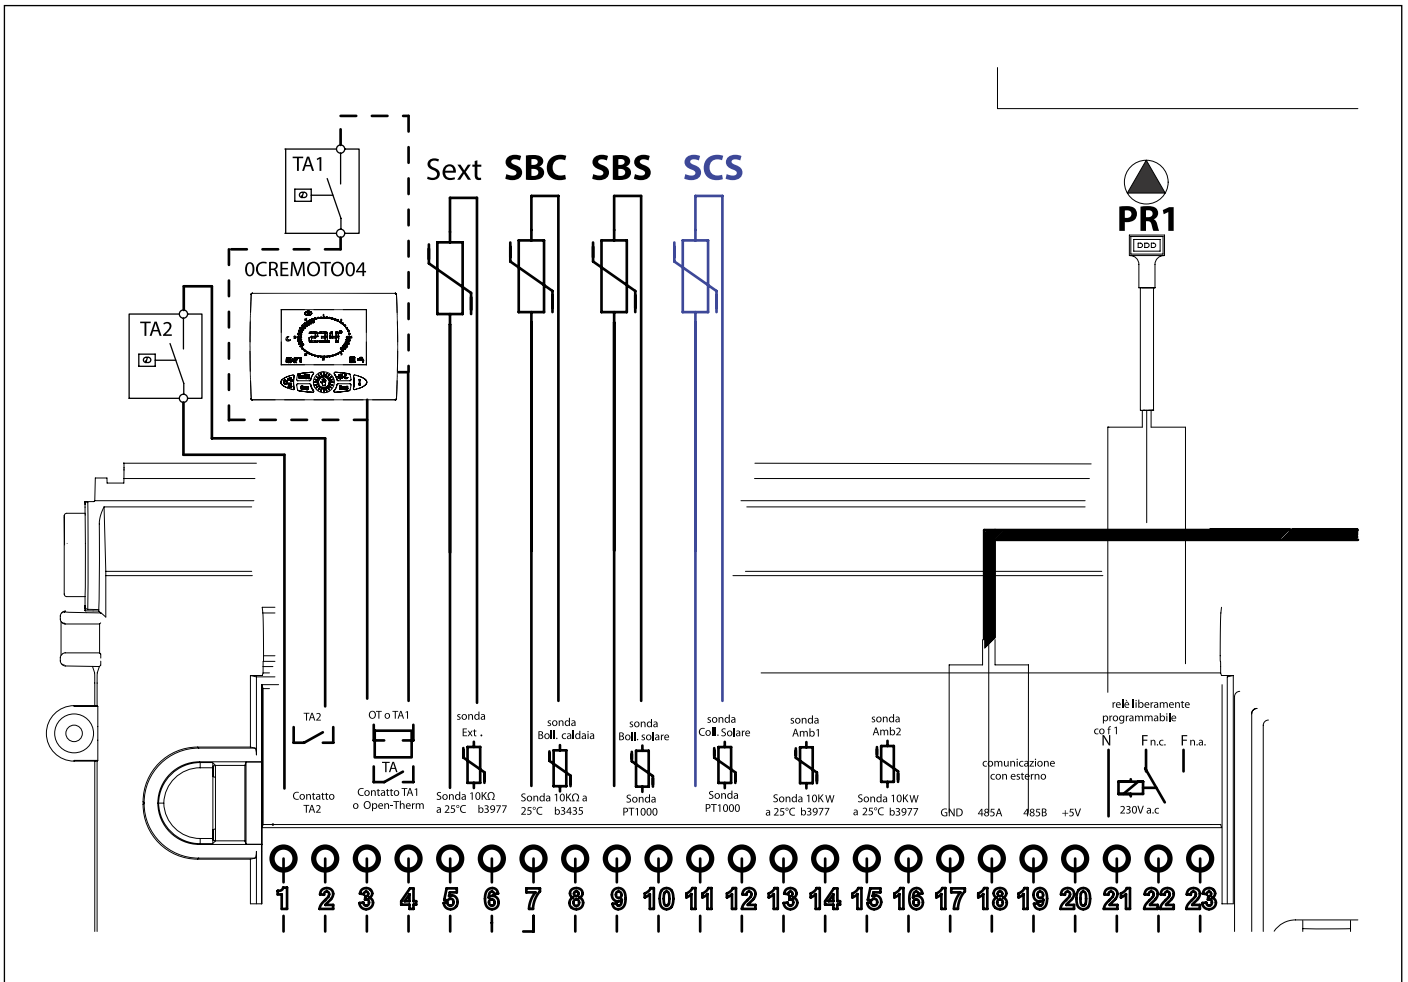 TA1
Sext SBC SBS SCS
PR1
0CREMOTO04
TA2
23.4°
TA2
OT o TA1
TA
Contatto
TA2
Contatto TA1
o Open-Therm
sonda
Ext .
Sonda 10KΩ
a 25°C b3977
sonda
Boll. caldaia
Sonda 10KΩ a
25°C b3435
sonda
Boll. solare
Sonda
PT1000
sonda
Coll. Solare
Sonda
PT1000
sonda
Amb1
Sonda 10KW
a 25°C b3977
sonda
Amb2
Sonda 10KW
a 25°C b3977
comunicazione
con esterno
GND 485A 485B +5V
relè liberamente
programmabile
co f 1
N F n.c. F n.a.
230V a.c
1 2 3 4 5 6 7 8 9 10 11 12 13 14 15 16 17 18 19 20 21 22 23